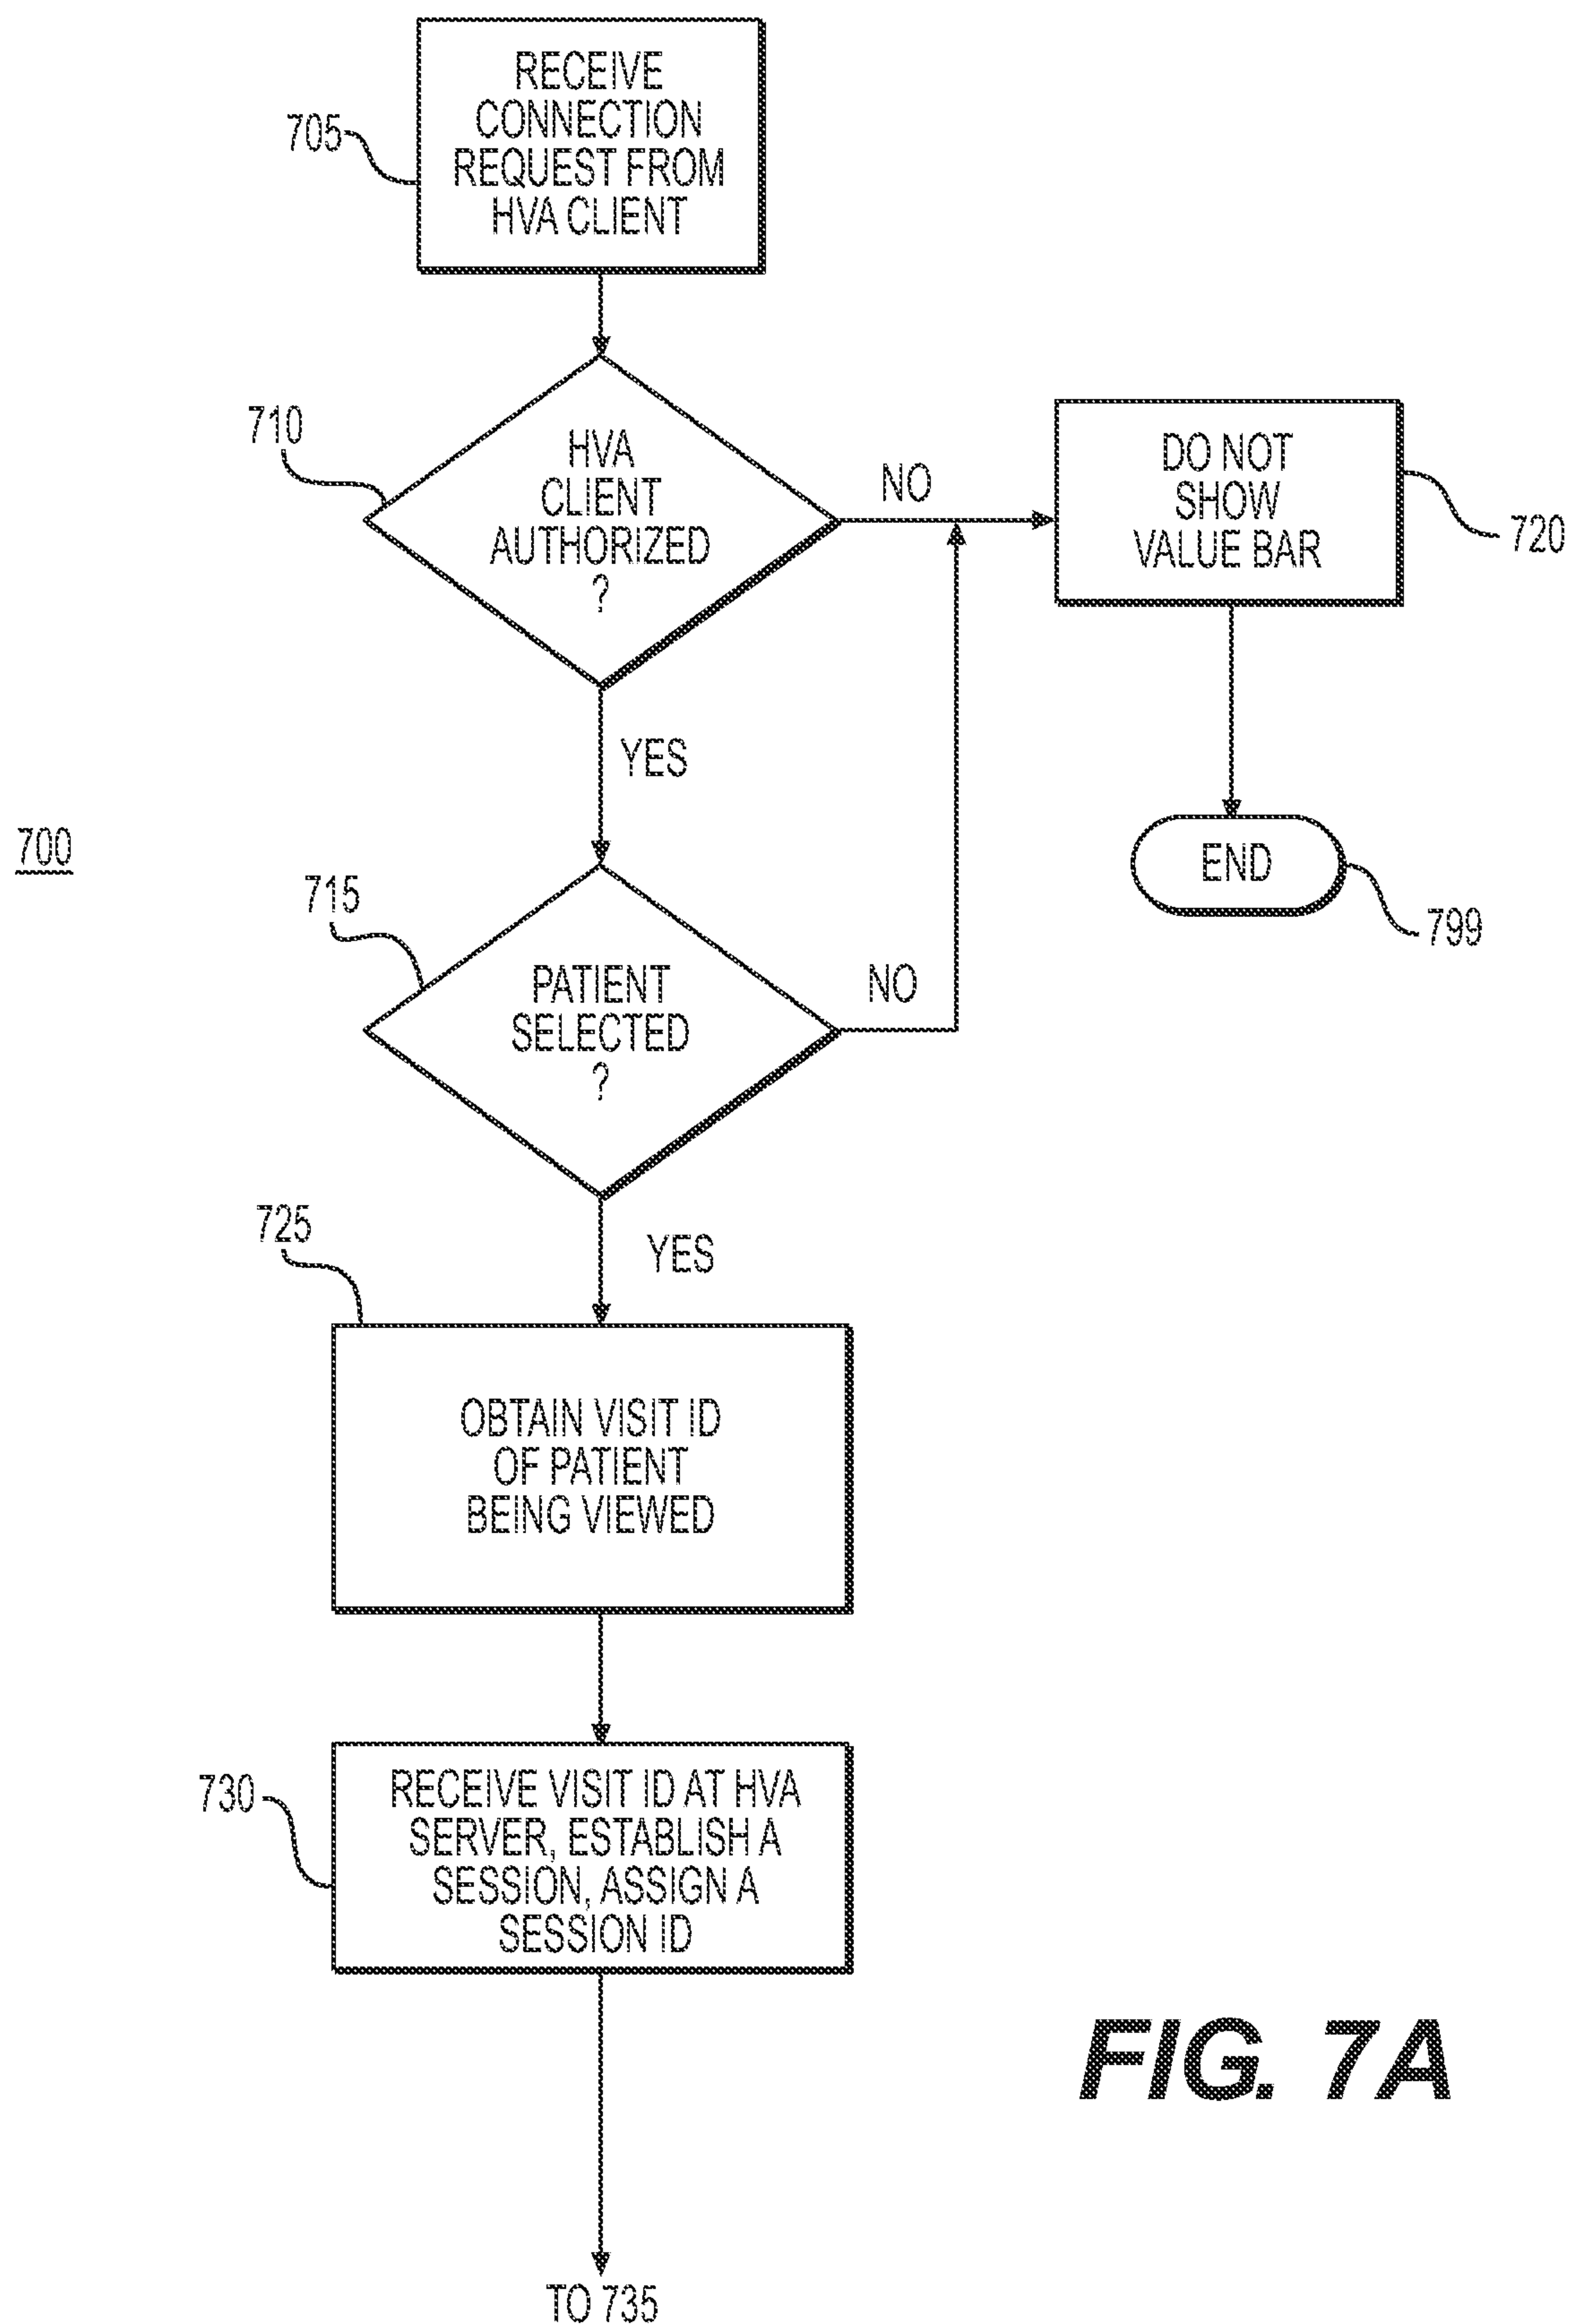 RECEIVE
CONNECTION
REQUEST FROM
HVA CLIENT
705
710
HVA
CLIENT
AUTHORIZED
?
NO
DO NOT
SHOW
VALUE BAR
720
YES
700
END
799
715
PATIENT
SELECTED
?
NO
725
YES
OBTAIN VISIT ID
OF PATIENT
BEING VIEWED
730
RECEIVE VISIT ID AT HVA
SERVER, ESTABLISH A
SESSION, ASSIGN A
SESSION ID
FIG. 7A
TO 735